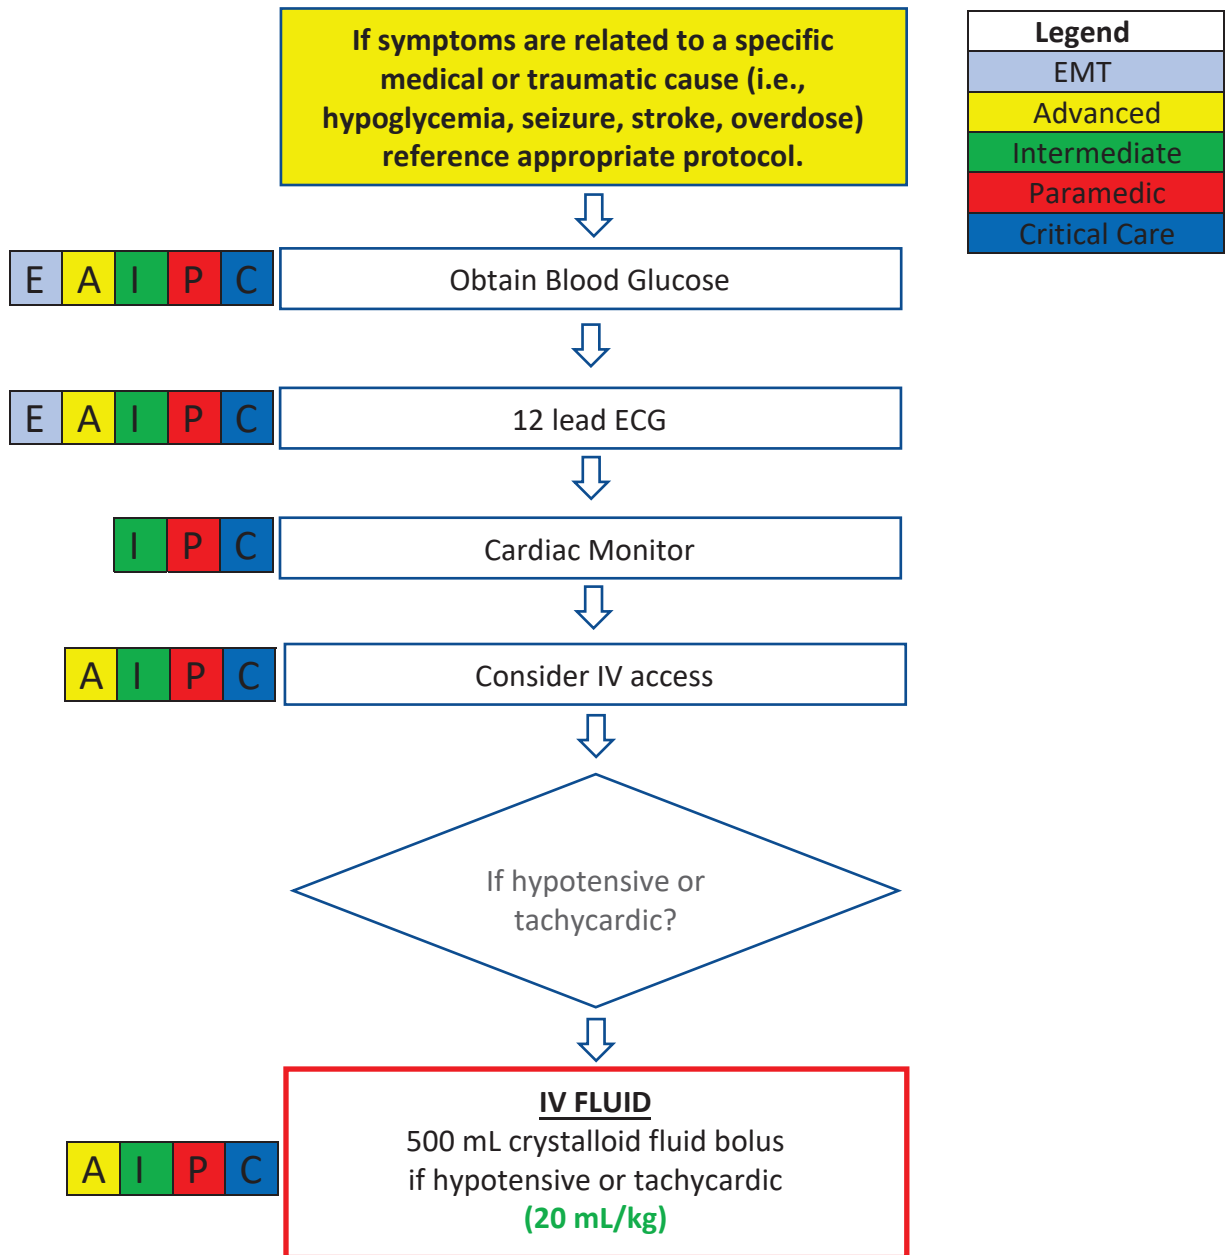 If symptoms are related to a specific
medical or traumatic cause (i.e.,
hypoglycemia, seizure, stroke, overdose)
reference appropriate protocol.
Legend
EMT
Advanced
Intermediate
Paramedic
Critical Care
E A I P C
Obtain Blood Glucose
E A I P C
12 lead ECG
I P C
Cardiac Monitor
A I P C
Consider IV access
If hypotensive or
tachycardic?
A I P C
IV FLUID
500 mL crystalloid fluid bolus
if hypotensive or tachycardic
(20 mL/kg)